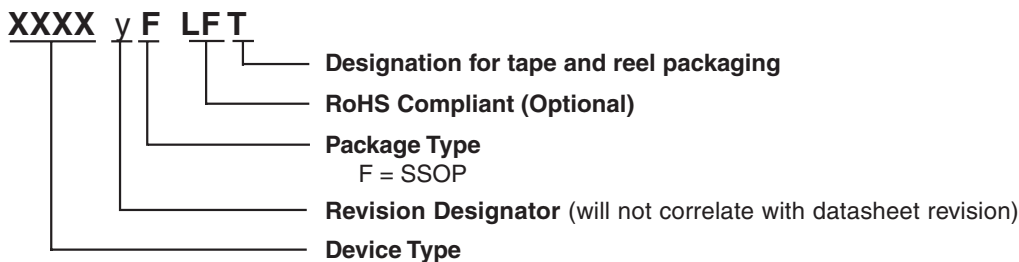 XXXX y F LF T
Designation for tape and reel packaging
RoHS Compliant (Optional)
Package Type
F = SSOP
Revision Designator (will not correlate with datasheet revision)
Device Type